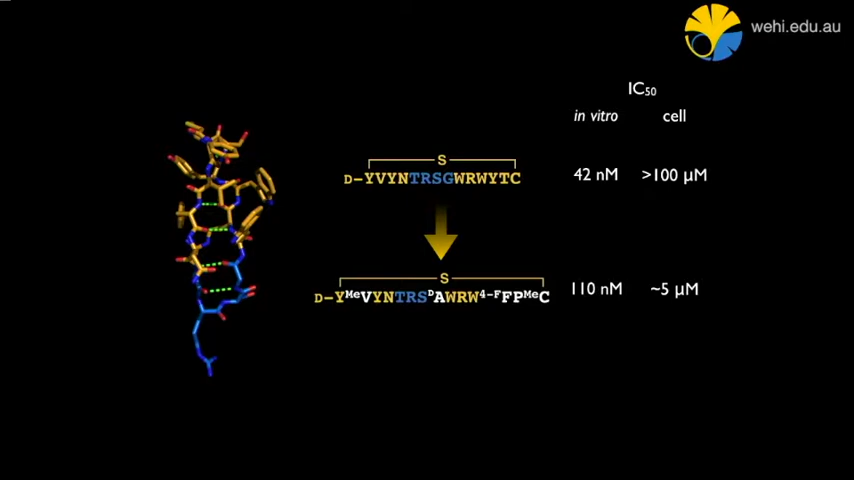 wehi.edu.au
IC₅₀
in vitro cell
S
D–YVYNTRSGWRWYTC 42 nM >100 µM
S
D–YᴹᵉVYNTRSᴰAWRW⁴⁻ᶠFPᴹᵉC 110 nM ~5 µM